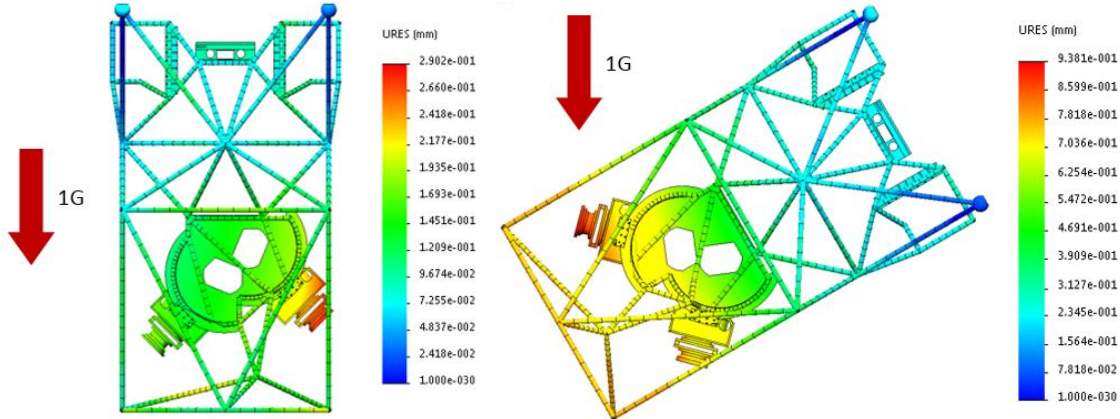 URES (mm)
2.902e-001
2.660e-001
2.418e-001
2.177e-001
1.935e-001
1.693e-001
1.451e-001
1.209e-001
9.674e-002
7.255e-002
4.837e-002
2.418e-002
1.000e-030
1G
1G
URES (mm)
9.381e-001
8.599e-001
7.818e-001
7.036e-001
6.254e-001
5.472e-001
4.691e-001
3.909e-001
3.127e-001
2.345e-001
1.564e-001
7.818e-002
1.000e-030